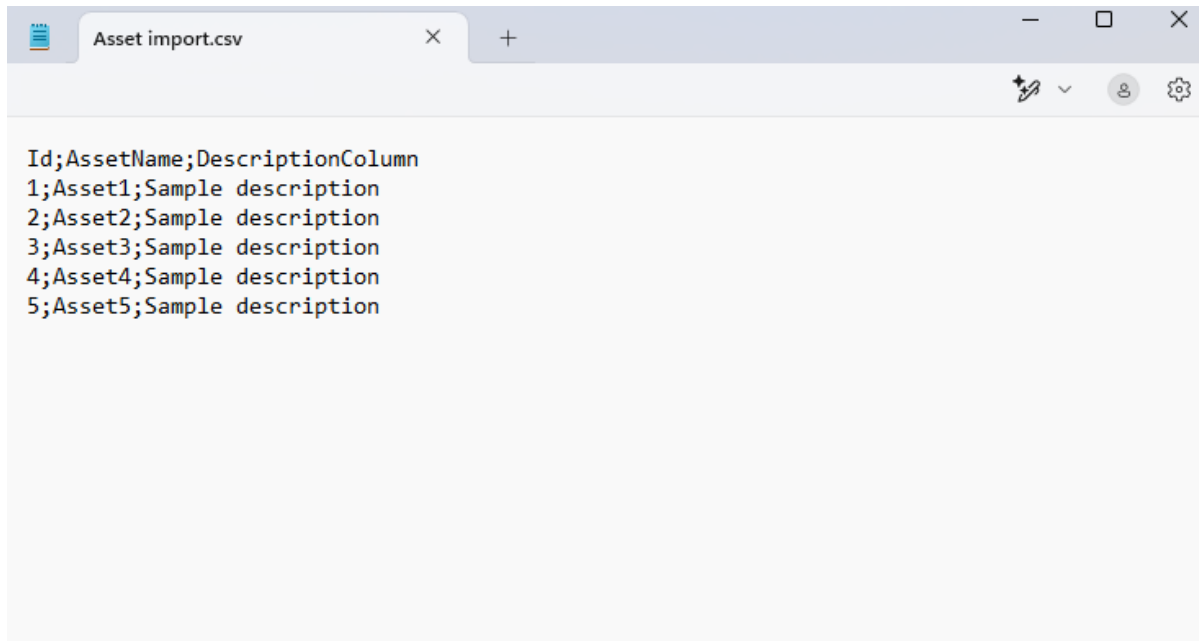 Asset import.csv
Id;AssetName;DescriptionColumn
1;Asset1;Sample description
2;Asset2;Sample description
3;Asset3;Sample description
4;Asset4;Sample description
5;Asset5;Sample description